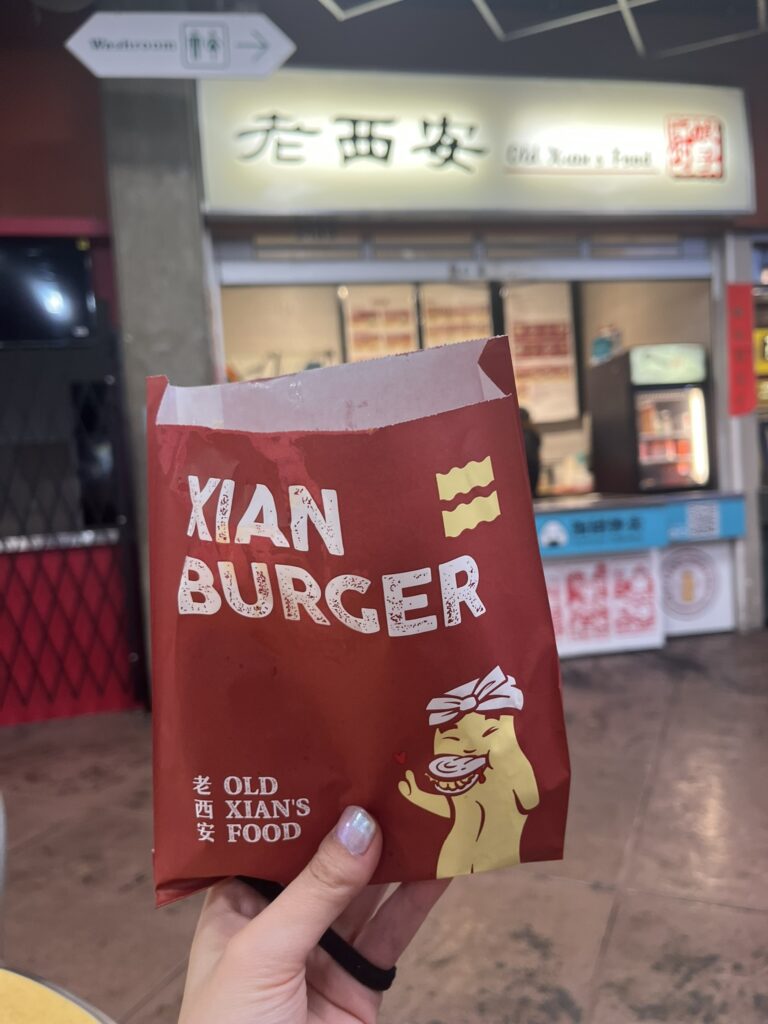 Washroom
老西安 Old Xian's Food
XIAN
BURGER
老西安
OLD
XIAN'S
FOOD